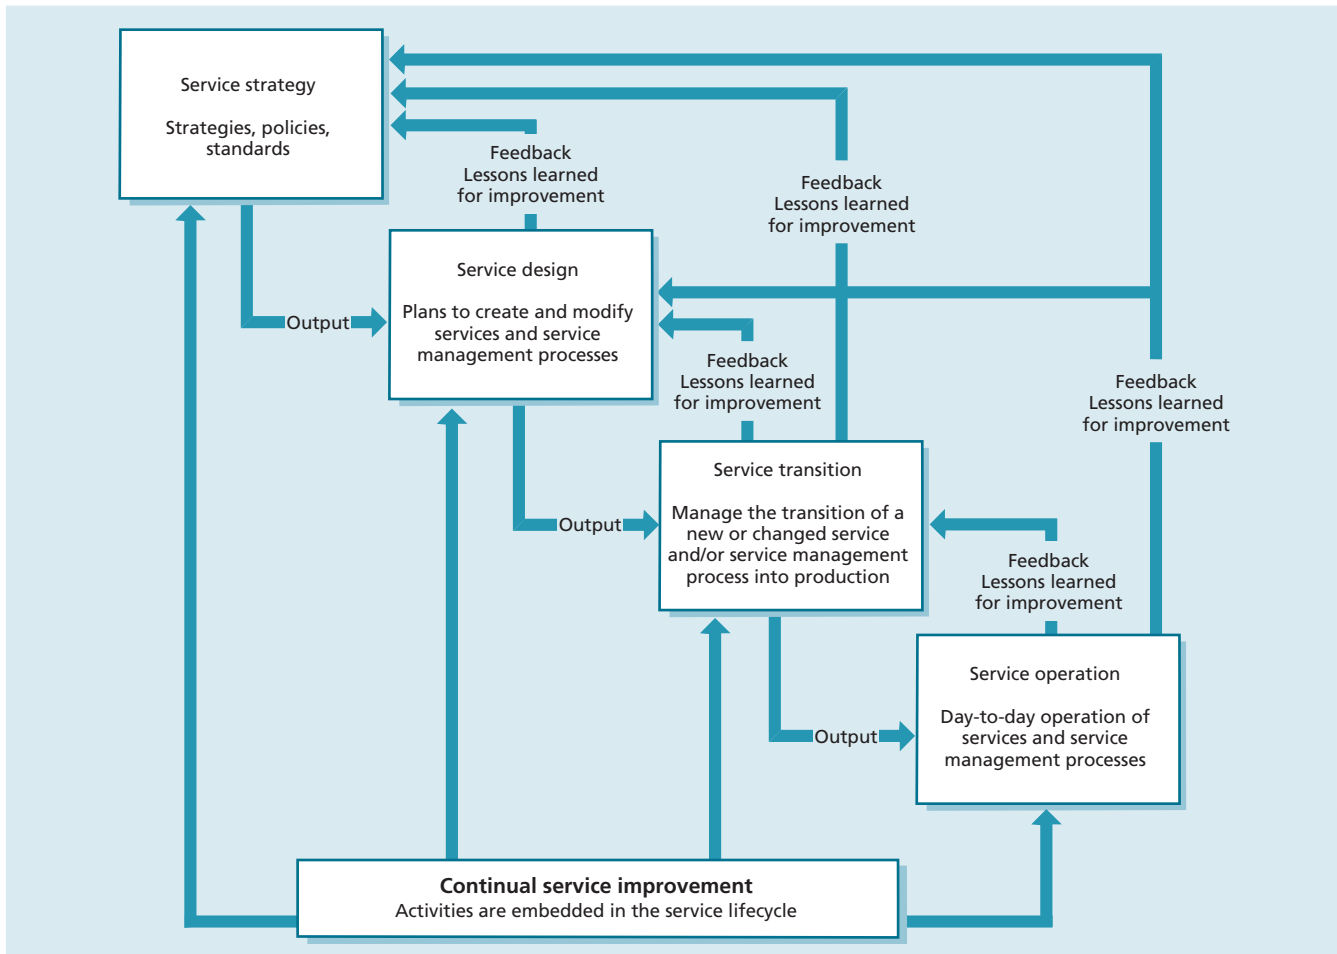 Service strategy
Strategies, policies,
standards
Feedback
Lessons learned
for improvement
Feedback
Lessons learned
for improvement
Service design
Plans to create and modify
services and service
management processes
Output
Feedback
Lessons learned
for improvement
Feedback
Lessons learned
for improvement
Service transition
Manage the transition of a
new or changed service
and/or service management
process into production
Output
Feedback
Lessons learned
for improvement
Service operation
Day-to-day operation of
services and service
management processes
Output
Continual service improvement
Activities are embedded in the service lifecycle